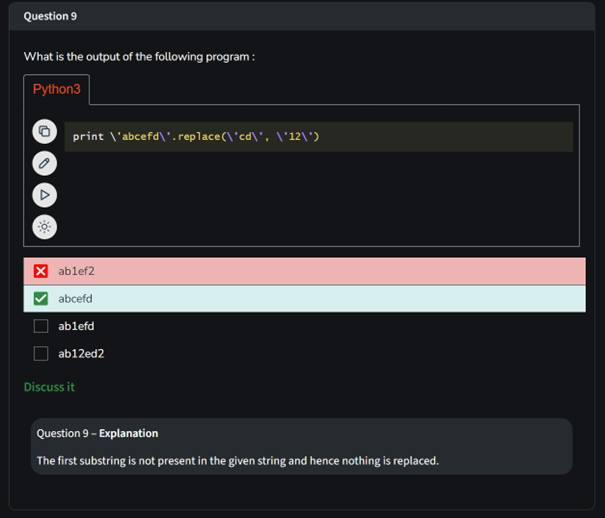 Question 9
What is the output of the following program :
Python3
print \'abcefd\'.replace(\'cd\', \'12\')
ab1ef2
abcefd
ab1efd
ab12ed2
Discuss it
Question 9 – Explanation
The first substring is not present in the given string and hence nothing is replaced.